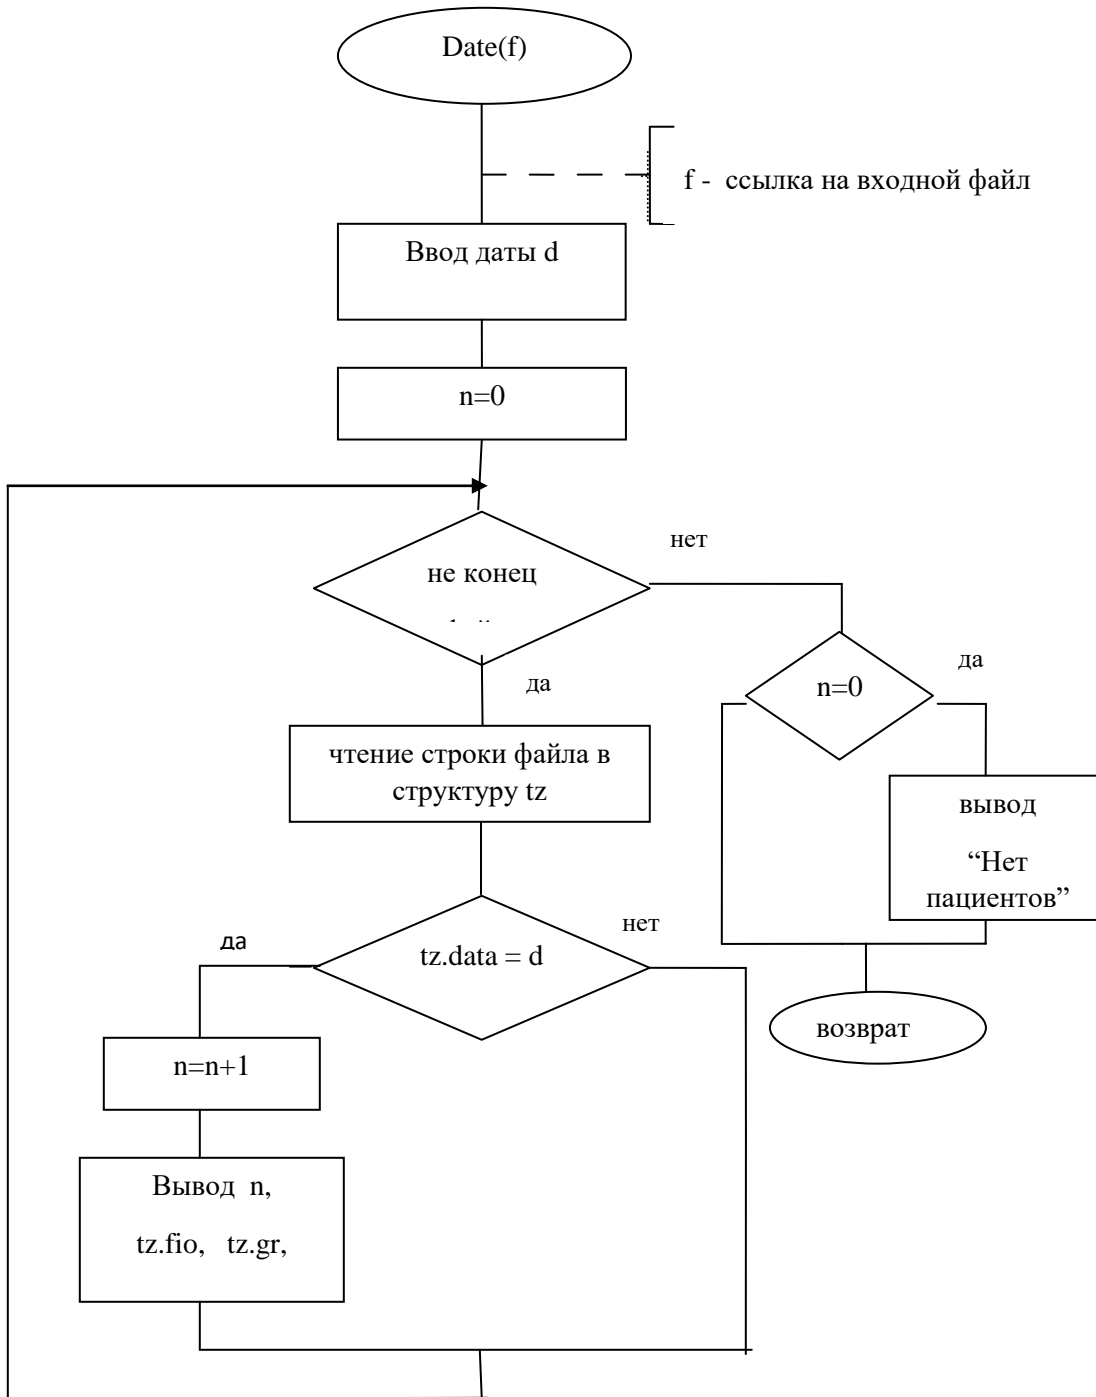 Date(f)
f - ссылка на входной файл
Ввод даты d
n=0
не конец
нет
да
n=0
да
чтение строки файла в
структуру tz
вывод
“Нет
пациентов”
tz.data = d
да
нет
возврат
n=n+1
Вывод n,
tz.fio, tz.gr,